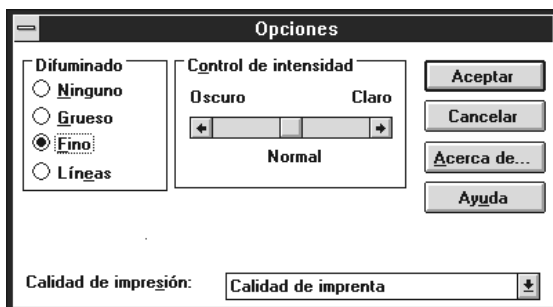 Opciones
Difuminado
Ninguno
Grueso
Fino
Líneas
Control de intensidad
Oscuro Claro
Normal
Aceptar
Cancelar
Acerca de...
Ayuda
Calidad de impresión: Calidad de imprenta